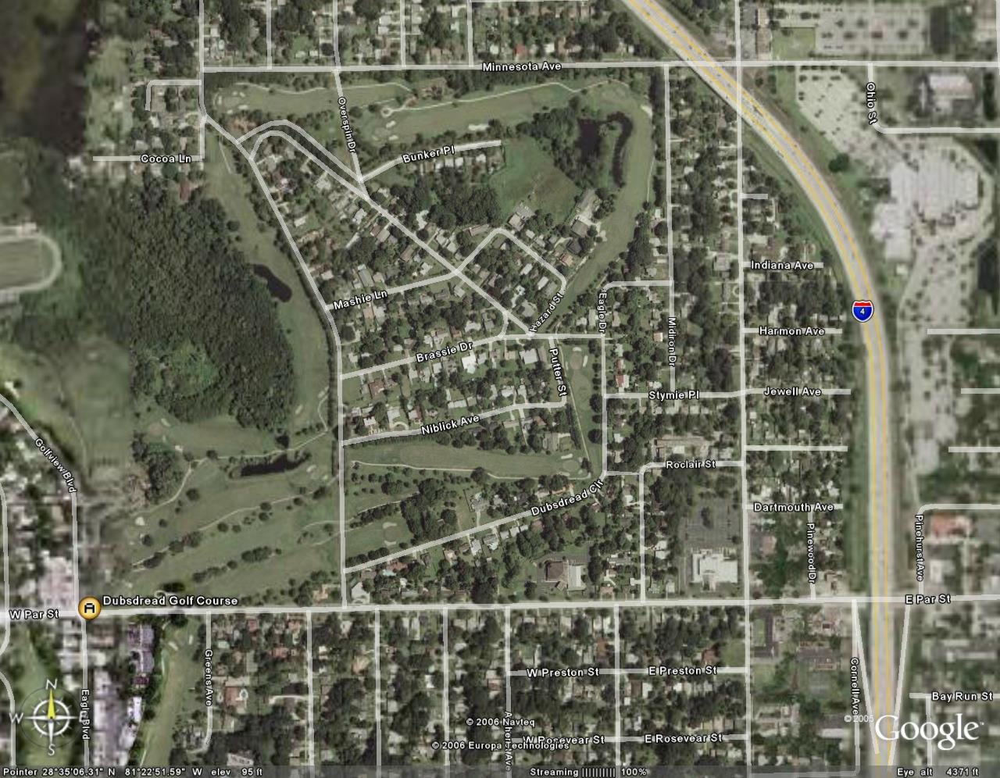 Minnesota Ave
Ohio St
Overspin Dr
Bunker Pl
Cocoa Ln
Indiana Ave
Mashie Ln
Hazard St
Eagle Dr
4
Midiron Dr
Harmon Ave
Brassie Dr
Putter St
Stymie Pl
Jewell Ave
Niblick Ave
Golfview Blvd
Roclair St
Dubsdread Cir
Dartmouth Ave
Pinewood Dr
Pinehurst Ave
Dubsdread Golf Course
W Par St
E Par St
Greens Ave
W Preston St
E Preston St
Cornell Ave
Bay Run St
N
W
S
Eagle Blvd
© 2006 Navteq
© 2005
Google
W Rosevear St
E Rosevear St
© 2006 Europa Technologies
Pointer 28°35'06.31" N 81°22'51.59" W elev 95 ft
Streaming |||||||||| 100%
Eye alt 4371 ft